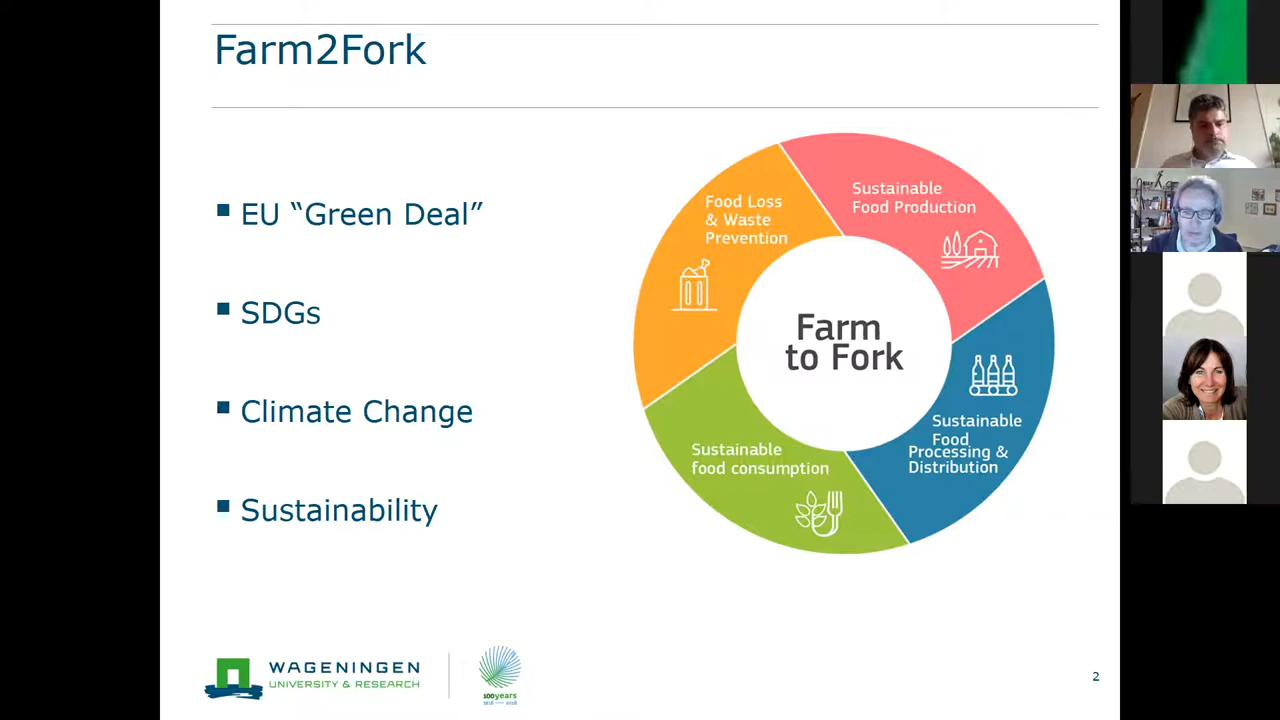 Farm2Fork
EU “Green Deal”
SDGs
Climate Change
Sustainability
Food Loss
& Waste
Prevention
Sustainable
Food Production
Farm
to Fork
Sustainable
Food
Processing &
Distribution
Sustainable
food consumption
WAGENINGEN
UNIVERSITY & RESEARCH
100years
2